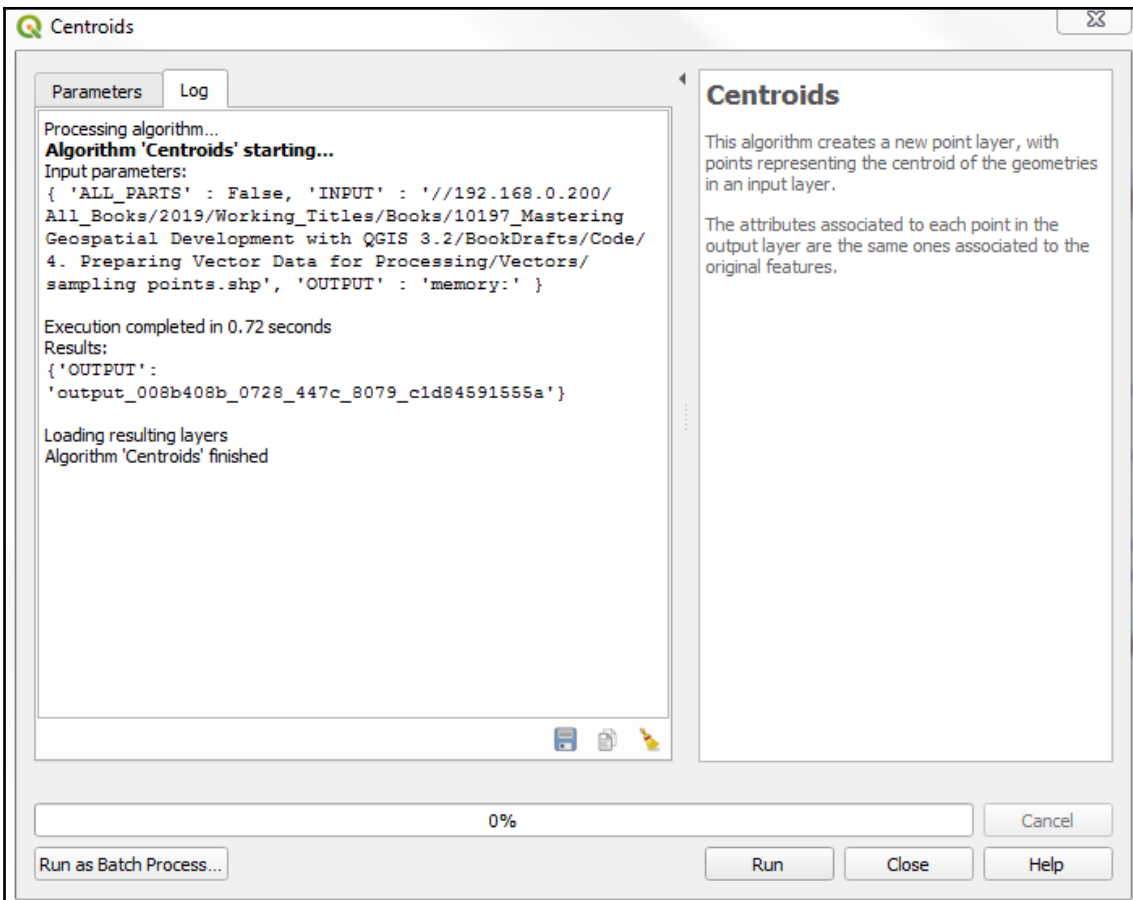 Centroids
Parameters
Log
Processing algorithm...
Algorithm 'Centroids' starting...
Input parameters:
{ 'ALL_PARTS' : False, 'INPUT' : '//192.168.0.200/
All_Books/2019/Working_Titles/Books/10197_Mastering
Geospatial Development with QGIS 3.2/BookDrafts/Code/
4. Preparing Vector Data for Processing/Vectors/
sampling points.shp', 'OUTPUT' : 'memory:' }
Execution completed in 0.72 seconds
Results:
{'OUTPUT':
'output_008b408b_0728_447c_8079_c1d84591555a'}
Loading resulting layers
Algorithm 'Centroids' finished
Centroids
This algorithm creates a new point layer, with
points representing the centroid of the geometries
in an input layer.
The attributes associated to each point in the
output layer are the same ones associated to the
original features.
0%
Cancel
Run as Batch Process...
Run
Close
Help